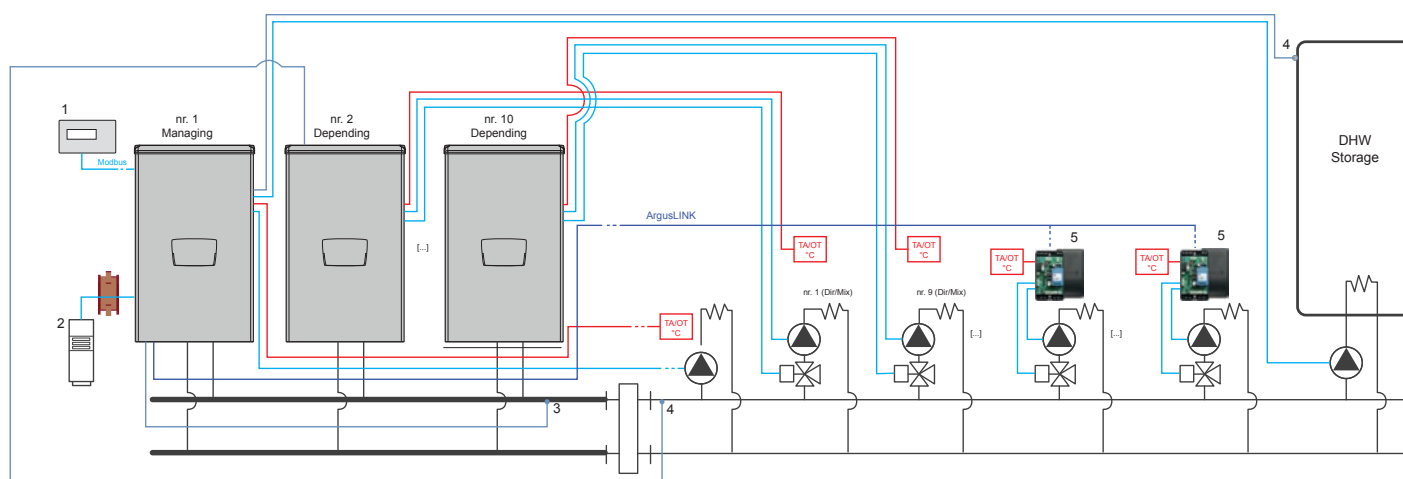 4
1
nr. 1
Managing
nr. 2
Depending
nr. 10
Depending
DHW
Storage
Modbus
ArgusLINK
[...]
TA/OT
°C
TA/OT
°C
5
TA/OT
°C
5
TA/OT
°C
nr. 1 (Dir/Mix)
nr. 9 (Dir/Mix)
2
TA/OT
°C
[...]
[...]
3
4